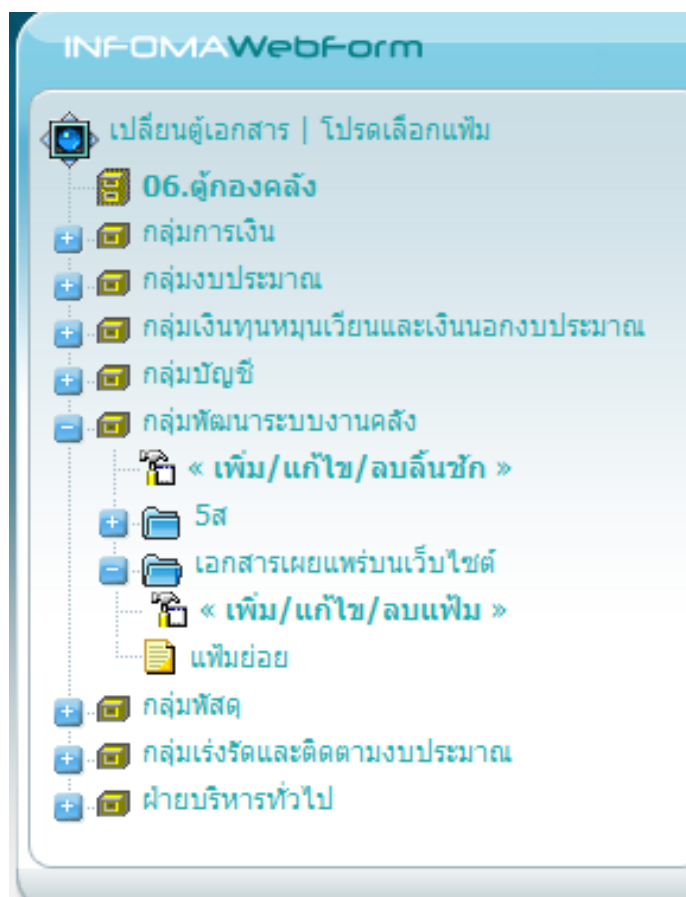 INFOMAWebForm
เปลี่ยนตู้เอกสาร | โปรดเลือกแฟ้ม
06.ตู้กองคลัง
กลุ่มการเงิน
กลุ่มงบประมาณ
กลุ่มเงินทุนหมุนเวียนและเงินนอกงบประมาณ
กลุ่มบัญชี
กลุ่มพัฒนาระบบงานคลัง
« เพิ่ม/แก้ไข/ลบลิ้นชัก »
5ส
เอกสารเผยแพร่บนเว็บไซต์
« เพิ่ม/แก้ไข/ลบแฟ้ม »
แฟ้มย่อย
กลุ่มพัสดุ
กลุ่มเร่งรัดและติดตามงบประมาณ
ฝ่ายบริหารทั่วไป